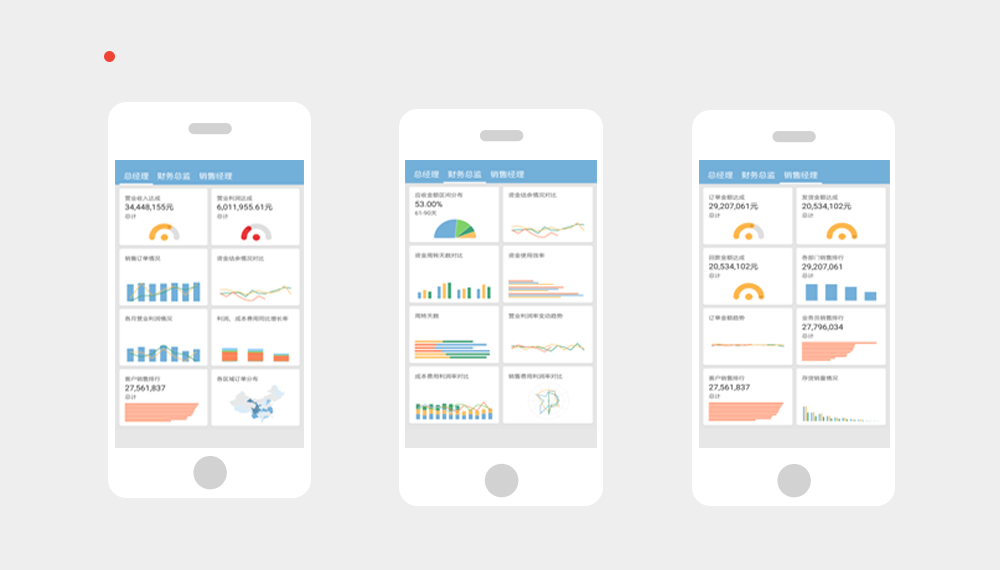 总经理 财务总监 销售经理
营业收入达成
34,448,155元
总计
营业利润达成
6,011,955.61元
总计
销售订单情况
资金结余情况对比
各月营业利润情况
利润、成本费用同比增长率
客户销售排行
27,561,837
总计
各区域订单分布
总经理 财务总监 销售经理
应收金额区间分布
53.00%
61-90天
资金结余情况对比
资金周转天数对比
资金使用效率
周转天数
营业利润率变动趋势
成本费用利润率对比
销售费用利润率对比
总经理 财务总监 销售经理
订单金额达成
29,207,061元
总计
发货金额达成
20,534,102元
总计
回款金额达成
20,534,102元
总计
各部门销售排行
29,207,061
总计
订单金额趋势
业务员销售排行
27,796,034
总计
客户销售排行
27,561,837
总计
存货销量情况